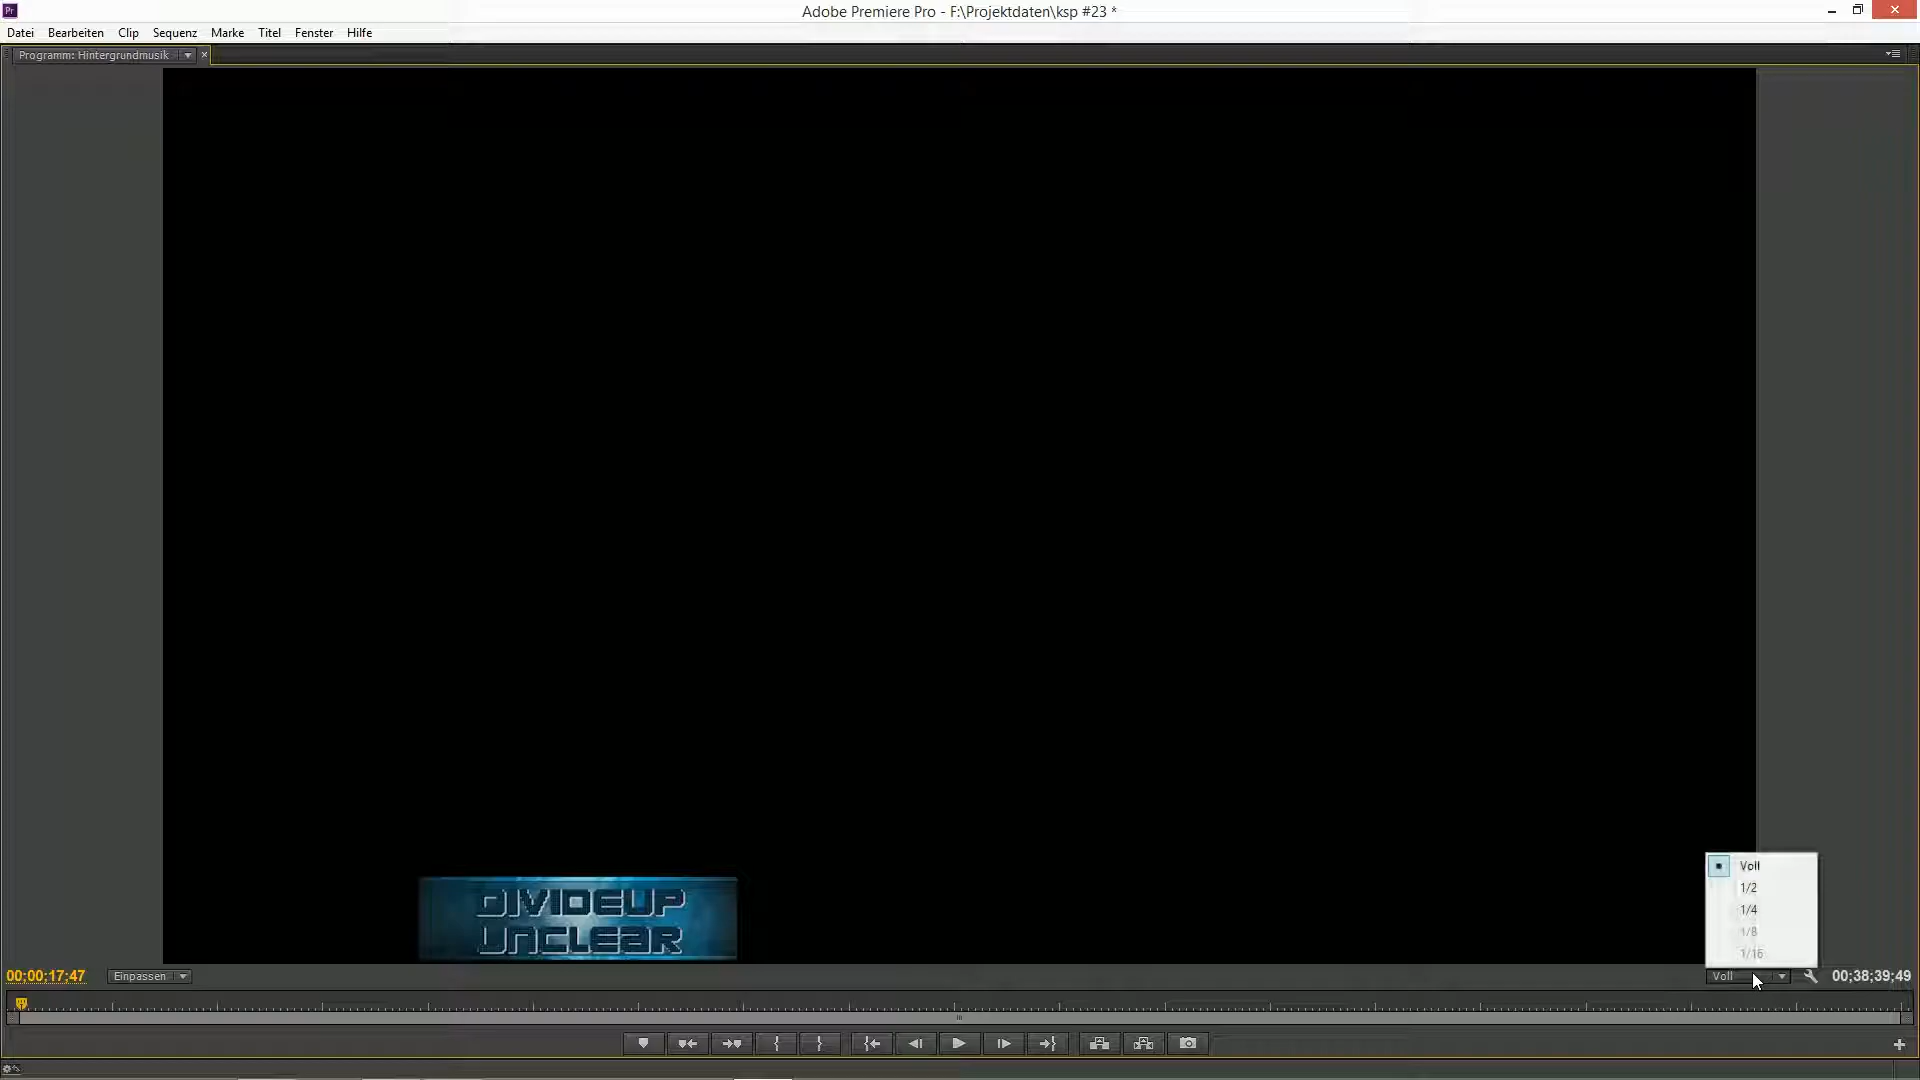 Adobe Premiere Pro - F:\Projektdaten\ksp #23 *
Datei Bearbeiten Clip Sequenz Marke Titel Fenster Hilfe
Programm: Hintergrundmusik
DIVIDEUP
UNCLEAR
Voll
1/2
1/4
1/8
1/16
00;00;17;47 Einpassen Voll 00;38;39;49